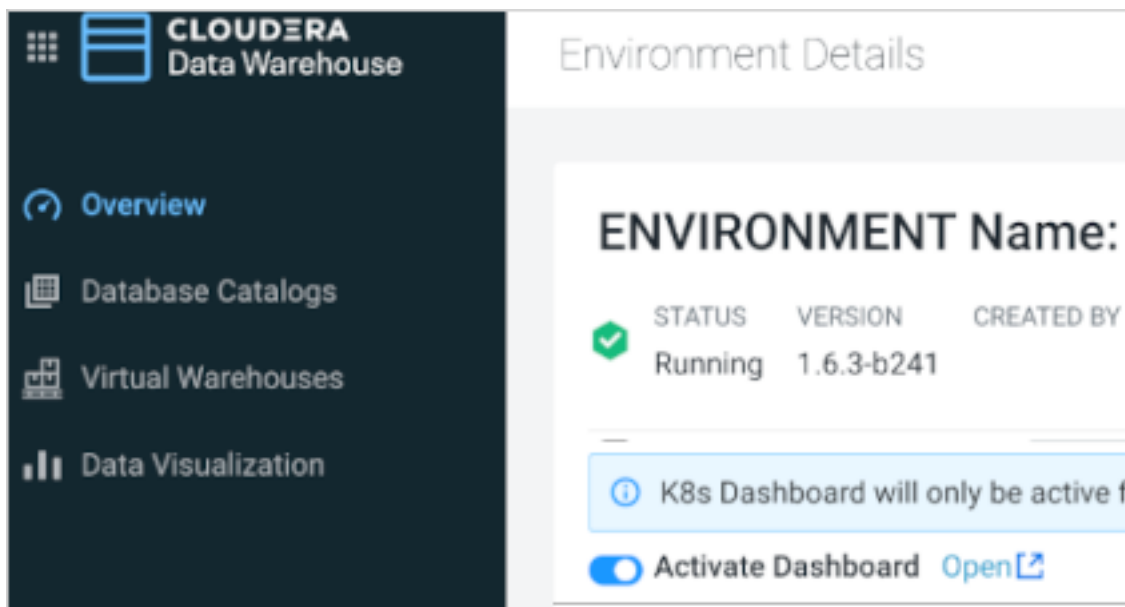 CLOUDERA
Data Warehouse
Overview
Database Catalogs
Virtual Warehouses
Data Visualization
Environment Details
ENVIRONMENT Name:
STATUS VERSION CREATED BY
Running 1.6.3-b241
K8s Dashboard will only be active f
Activate Dashboard Open